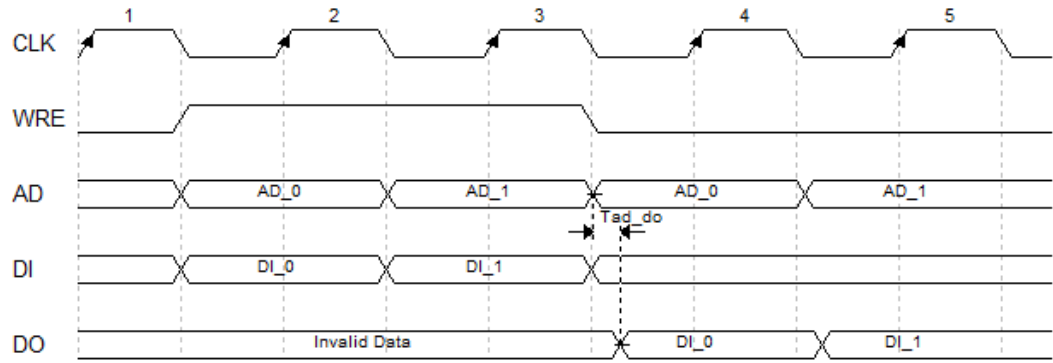 1 2 3 4 5
CLK
WRE
AD AD_0 AD_1 AD_0 AD_1
Tad_do
DI DI_0 DI_1
DO Invalid Data DI_0 DI_1